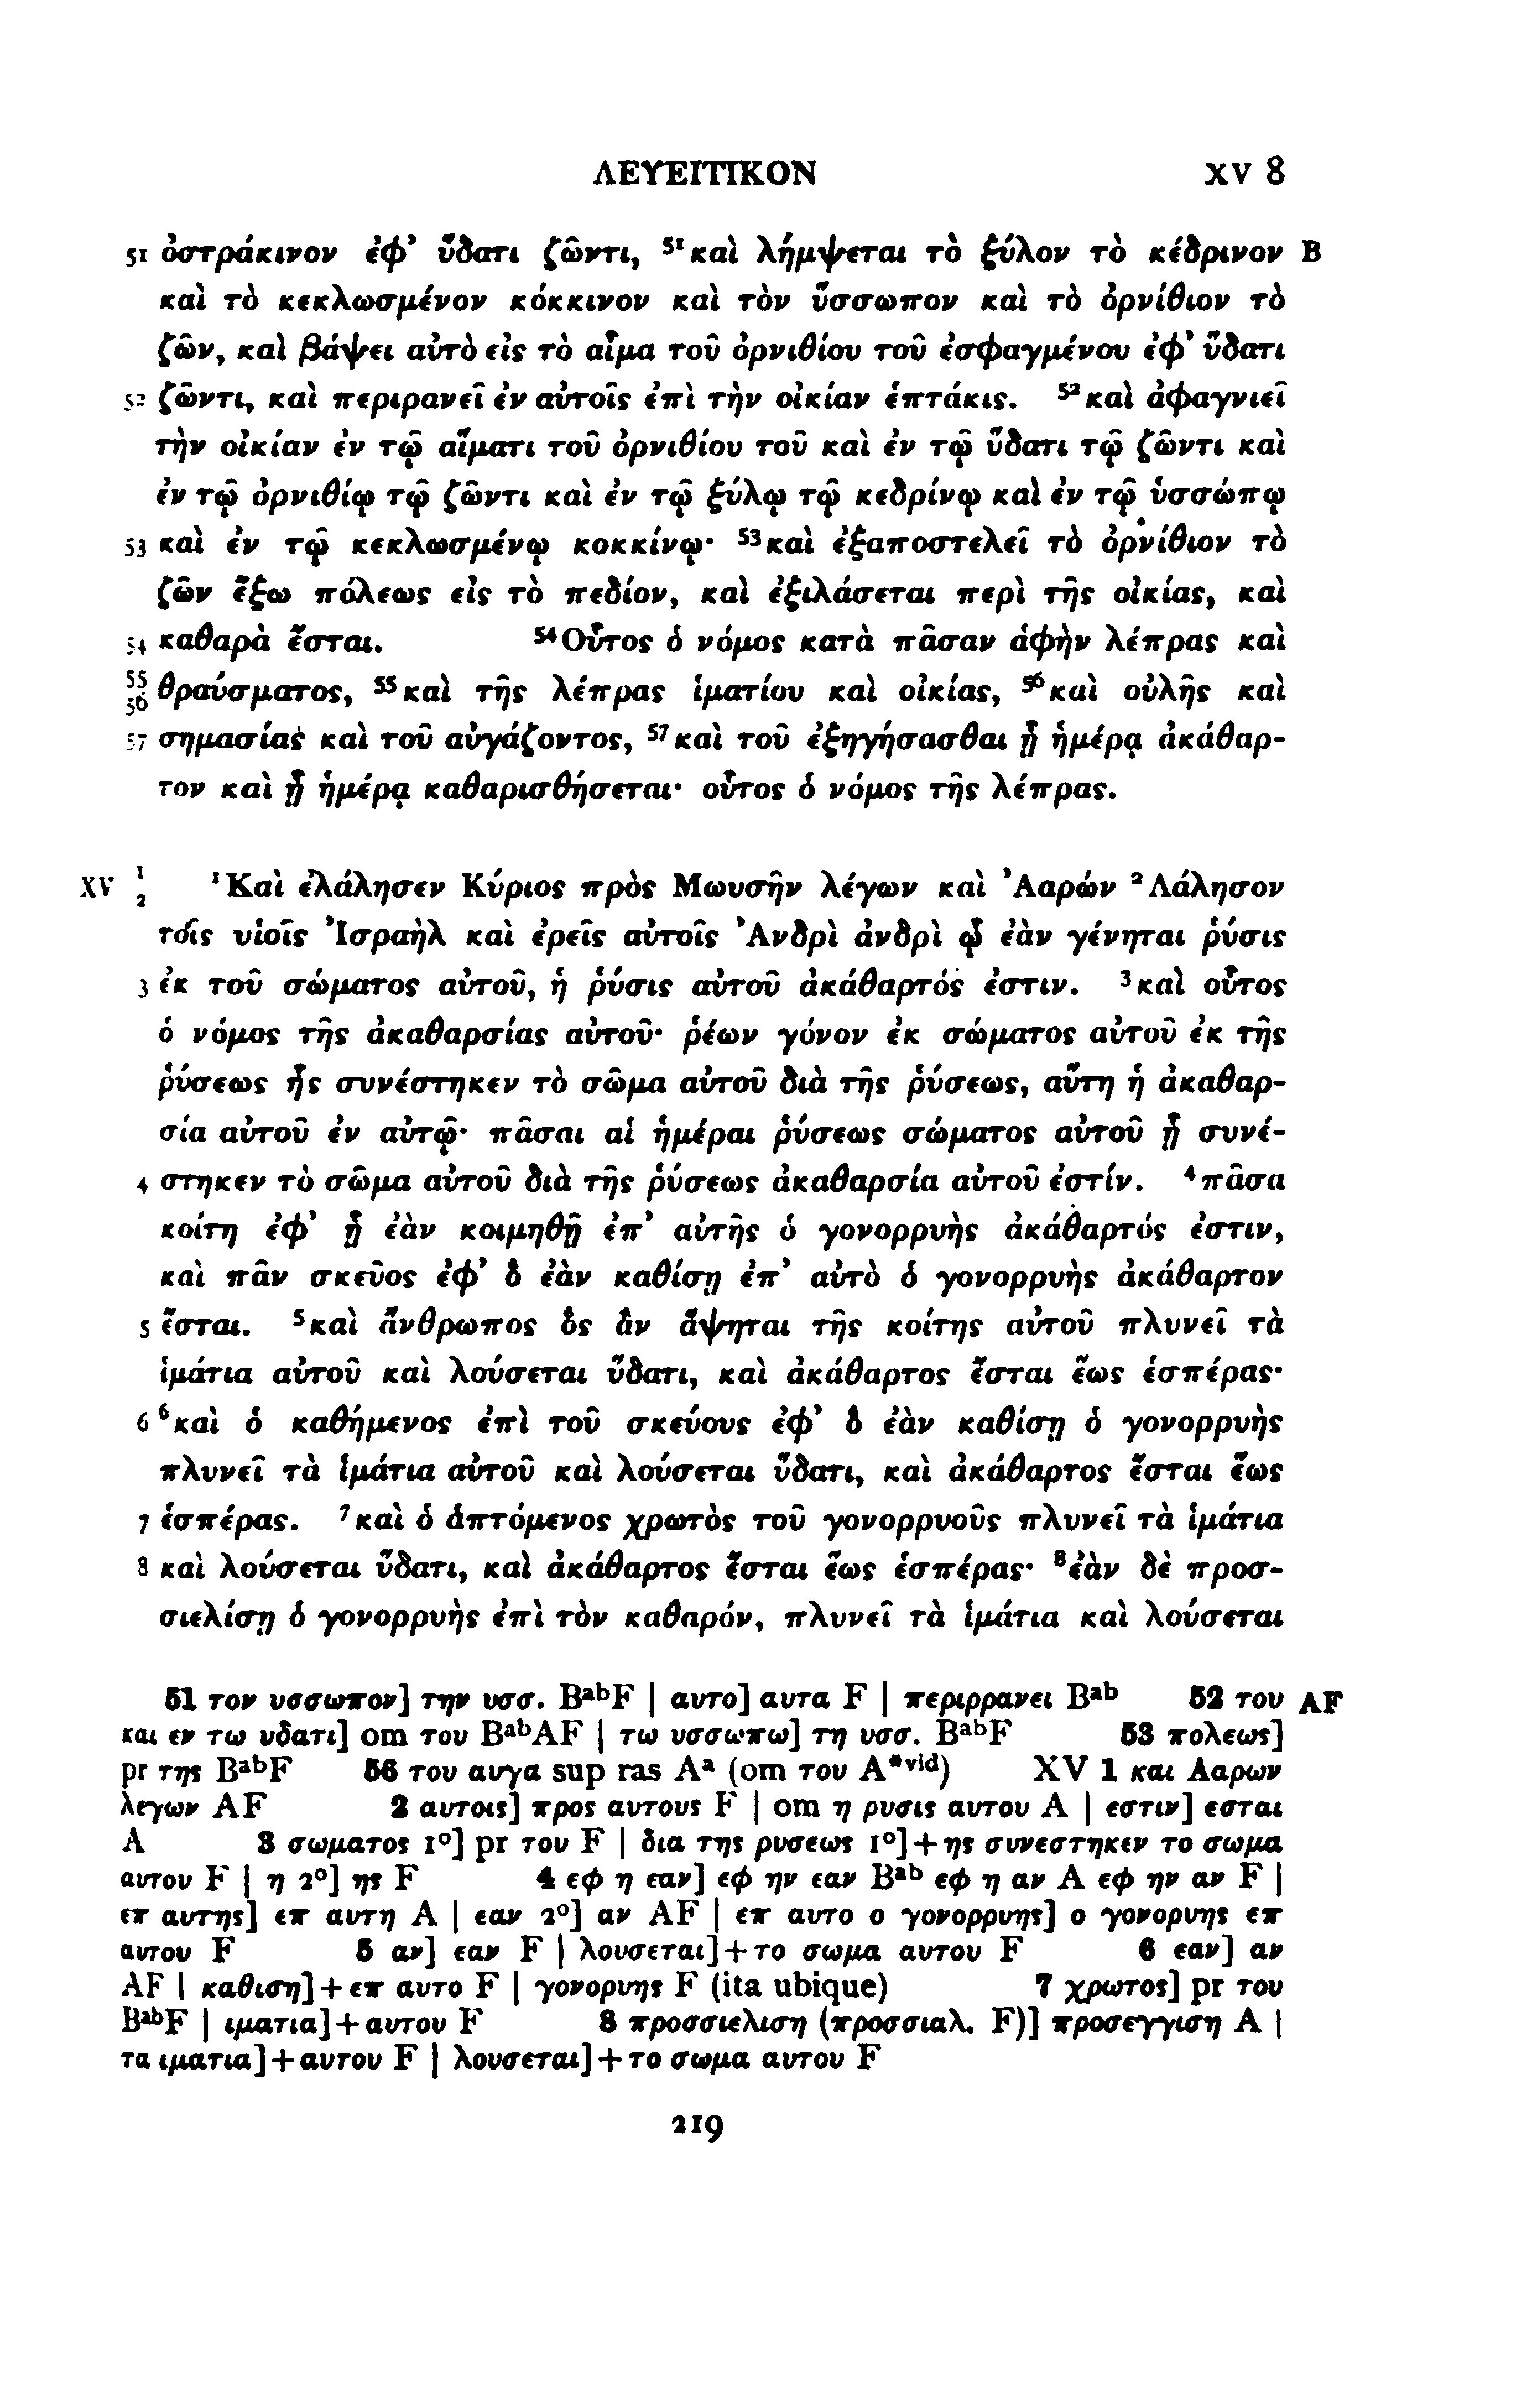 ΛΕΥΕΙΤΙΚΟΝ XV 8
51 ὀστράκινον ἐφ’ ὕδατι ζῶντι, ⁵¹καὶ λήμψεται τὸ ξύλον τὸ κέδρινον B
καὶ τὸ κεκλωσμένον κόκκινον καὶ τὸν ὕσσωπον καὶ τὸ ὀρνίθιον τὸ
ζῶν, καὶ βάψει αὐτὸ εἰς τὸ αἷμα τοῦ ὀρνιθίου τοῦ ἐσφαγμένου ἐφ’ ὕδατι
52 ζῶντι, καὶ περιρανεῖ ἐν αὐτοῖς ἐπὶ τὴν οἰκίαν ἑπτάκις. ⁵²καὶ ἀφαγνιεῖ
τὴν οἰκίαν ἐν τῷ αἵματι τοῦ ὀρνιθίου τοῦ καὶ ἐν τῷ ὕδατι τῷ ζῶντι καὶ
ἐν τῷ ὀρνιθίῳ τῷ ζῶντι καὶ ἐν τῷ ξύλῳ τῷ κεδρίνῳ καὶ ἐν τῷ ὑσσώπῳ
53 καὶ ἐν τῷ κεκλωσμένῳ κοκκίνῳ· ⁵³καὶ ἐξαποστελεῖ τὸ ὀρνίθιον τὸ
ζῶν ἔξω πόλεως εἰς τὸ πεδίον, καὶ ἐξιλάσεται περὶ τῆς οἰκίας, καὶ
54 καθαρὰ ἔσται. ⁵⁴Οὗτος ὁ νόμος κατὰ πᾶσαν ἁφὴν λέπρας καὶ
55 56 θραύσματος, ⁵⁵καὶ τῆς λέπρας ἱματίου καὶ οἰκίας, ⁵⁶καὶ οὐλῆς καὶ
57 σημασίας καὶ τοῦ αὐγάζοντος, ⁵⁷καὶ τοῦ ἐξηγήσασθαι ᾗ ἡμέρᾳ ἀκάθαρ-
τον καὶ ᾗ ἡμέρᾳ καθαρισθήσεται· οὗτος ὁ νόμος τῆς λέπρας.
XV 1 2 ¹Καὶ ἐλάλησεν Κύριος πρὸς Μωυσῆν λέγων καὶ Ἀαρών ²Λάλησον
τοῖς υἱοῖς Ἰσραὴλ καὶ ἐρεῖς αὐτοῖς Ἀνδρὶ ἀνδρὶ ᾧ ἐὰν γένηται ῥύσις
3 ἐκ τοῦ σώματος αὐτοῦ, ἡ ῥύσις αὐτοῦ ἀκάθαρτός ἐστιν. ³καὶ οὗτος
ὁ νόμος τῆς ἀκαθαρσίας αὐτοῦ· ῥέων γόνον ἐκ σώματος αὐτοῦ ἐκ τῆς
ῥύσεως ἧς συνέστηκεν τὸ σῶμα αὐτοῦ διὰ τῆς ῥύσεως, αὕτη ἡ ἀκαθαρ-
σία αὐτοῦ ἐν αὐτῷ· πᾶσαι αἱ ἡμέραι ῥύσεως σώματος αὐτοῦ ᾗ συνέ-
4 στηκεν τὸ σῶμα αὐτοῦ διὰ τῆς ῥύσεως ἀκαθαρσία αὐτοῦ ἐστίν. ⁴πᾶσα
κοίτη ἐφ’ ᾗ ἐὰν κοιμηθῇ ἐπ’ αὐτῆς ὁ γονορρυὴς ἀκάθαρτός ἐστιν,
καὶ πᾶν σκεῦος ἐφ’ ὃ ἐὰν καθίσῃ ἐπ’ αὐτὸ ὁ γονορρυὴς ἀκάθαρτον
5 ἔσται. ⁵καὶ ἄνθρωπος ὃς ἂν ἅψηται τῆς κοίτης αὐτοῦ πλυνεῖ τὰ
ἱμάτια αὐτοῦ καὶ λούσεται ὕδατι, καὶ ἀκάθαρτος ἔσται ἕως ἑσπέρας·
6 ⁶καὶ ὁ καθήμενος ἐπὶ τοῦ σκεύους ἐφ’ ὃ ἐὰν καθίσῃ ὁ γονορρυὴς
πλυνεῖ τὰ ἱμάτια αὐτοῦ καὶ λούσεται ὕδατι, καὶ ἀκάθαρτος ἔσται ἕως
7 ἑσπέρας. ⁷καὶ ὁ ἁπτόμενος χρωτὸς τοῦ γονορρυοῦς πλυνεῖ τὰ ἱμάτια
8 καὶ λούσεται ὕδατι, καὶ ἀκάθαρτος ἔσται ἕως ἑσπέρας· ⁸ἐὰν δὲ προσ-
σιελίσῃ ὁ γονορρυὴς ἐπὶ τὸν καθαρόν, πλυνεῖ τὰ ἱμάτια καὶ λούσεται
51 τον υσσωπον] την υσσ. BᵃᵇF | αυτο] αυτα F | περιρρανει Bᵃᵇ 52 του AF
και εν τω υδατι] om του BᵃᵇAF | τω υσσωπω] τη υσσ. BᵃᵇF 53 πολεως]
pr της BᵃᵇF 56 του αυγα sup ras Aᵃ (om του A*ᵛⁱᵈ) XV 1 και Ααρων
λεγων AF 2 αυτοις] προς αυτους F | om η ρυσις αυτου A | εστιν] εσται
A 3 σωματος 1°] pr του F | δια της ρυσεως 1°]+ης συνεστηκεν το σωμα
αυτου F | η 2°] ης F 4 εφ η εαν] εφ ην εαν Bᵃᵇ εφ η αν A εφ ην αν F |
επ αυτης] επ αυτη A | εαν 2°] αν AF | επ αυτο ο γονορρυης] ο γονορυης επ
αυτου F 5 αν] εαν F | λουσεται]+το σωμα αυτου F 6 εαν] αν
AF | καθιση]+επ αυτο F | γονορυης F (ita ubique) 7 χρωτος] pr του
BᵃᵇF | ιματια]+αυτου F 8 προσσιελιση (προσσιαλ. F)] προσεγγιση A |
τα ιματια]+αυτου F | λουσεται]+το σωμα αυτου F
219